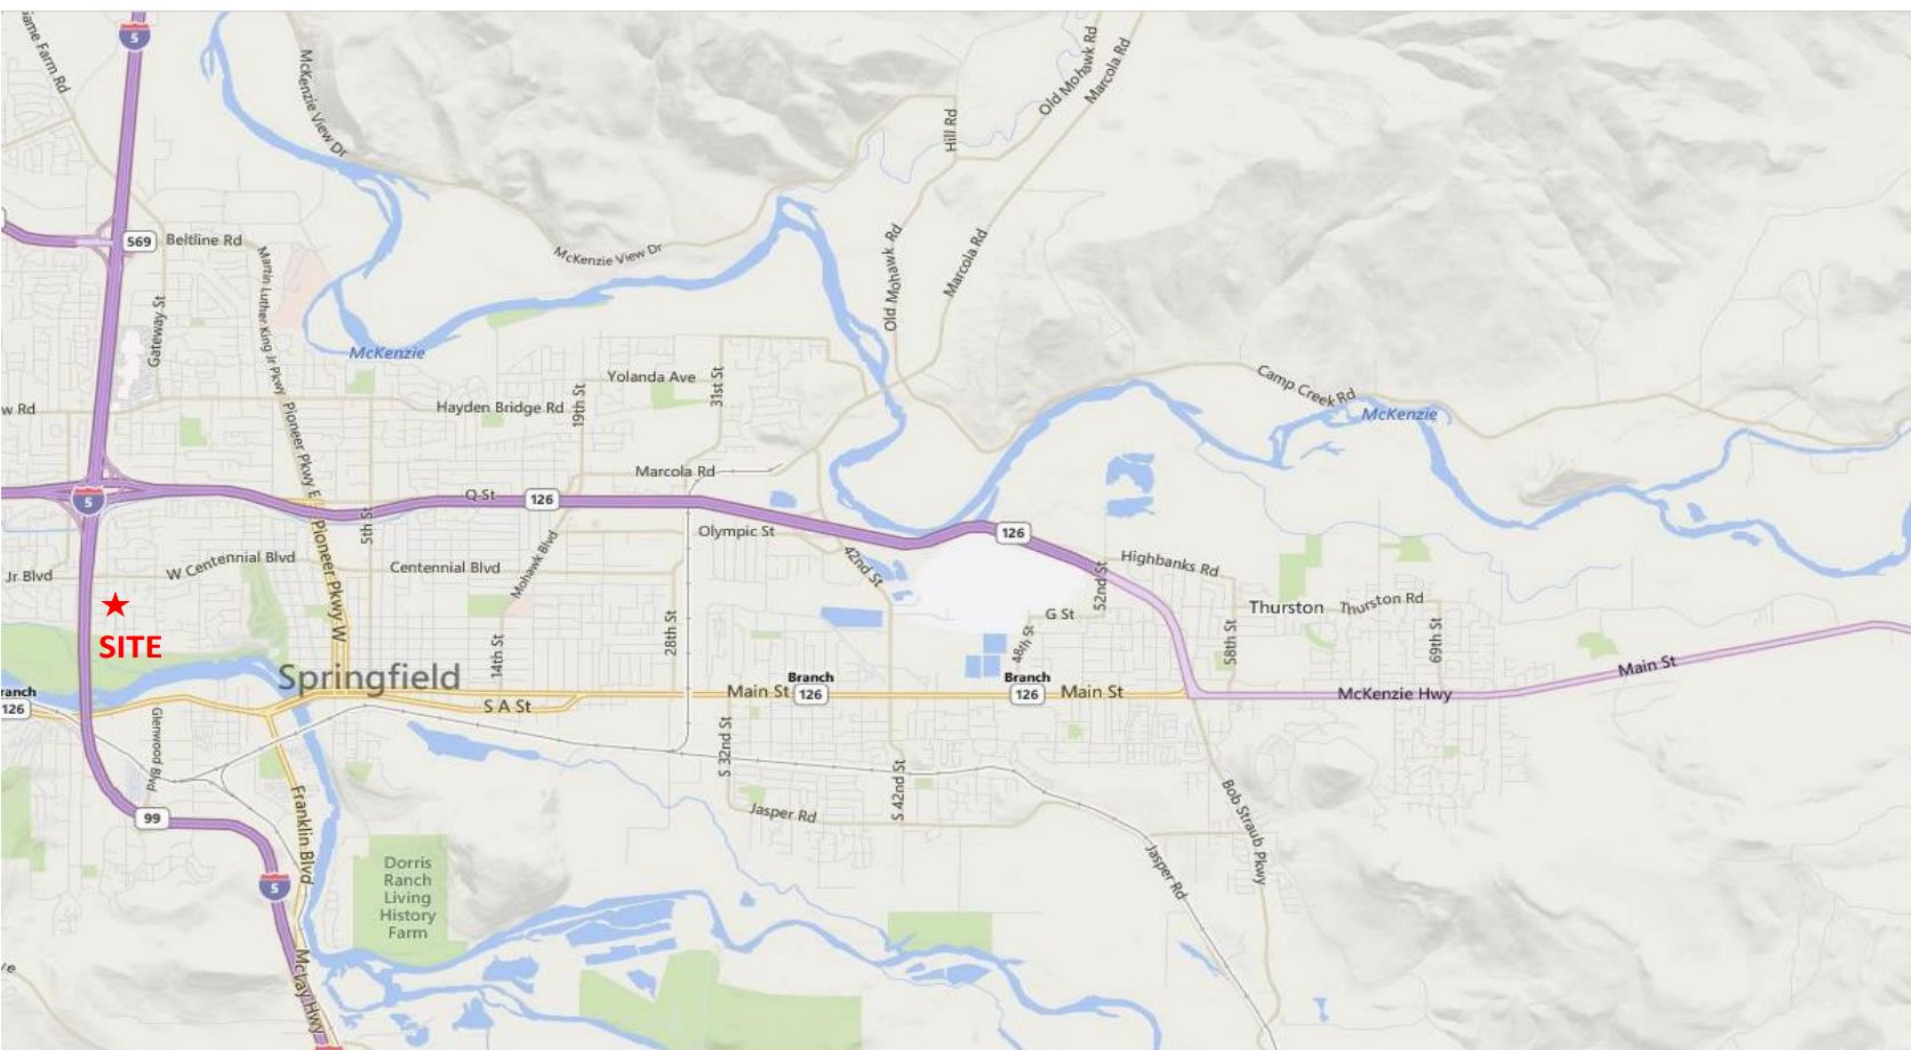 5
McKenzie View Dr
Old Mohawk Rd
Marcola Rd
Hill Rd
569
Beltline Rd
McKenzie View Dr
Old Mohawk Rd
Marcola Rd
Martin Luther King Jr Pkwy
Gateway St
McKenzie
Yolanda Ave
31st St
19th St
Hayden Bridge Rd
Camp Creek Rd
McKenzie
w Rd
Pioneer Pkwy E
Marcola Rd
5
Q St
126
5th St
Olympic St
126
Pioneer Pkwy W
W Centennial Blvd
Centennial Blvd
Mohawk Blvd
42nd St
Highbanks Rd
52nd St
Jr Blvd
G St
Thurston
Thurston Rd
SITE
14th St
28th St
48th St
58th St
69th St
Springfield
Main St
Branch
126
Branch
126
Main St
McKenzie Hwy
Main St
ranch
126
S A St
Glenwood Blvd
S 32nd St
S 42nd St
Jasper Rd
Bob Straub Pkwy
99
Franklin Blvd
Jasper Rd
5
Dorris
Ranch
Living
History
Farm
McVay Hwy